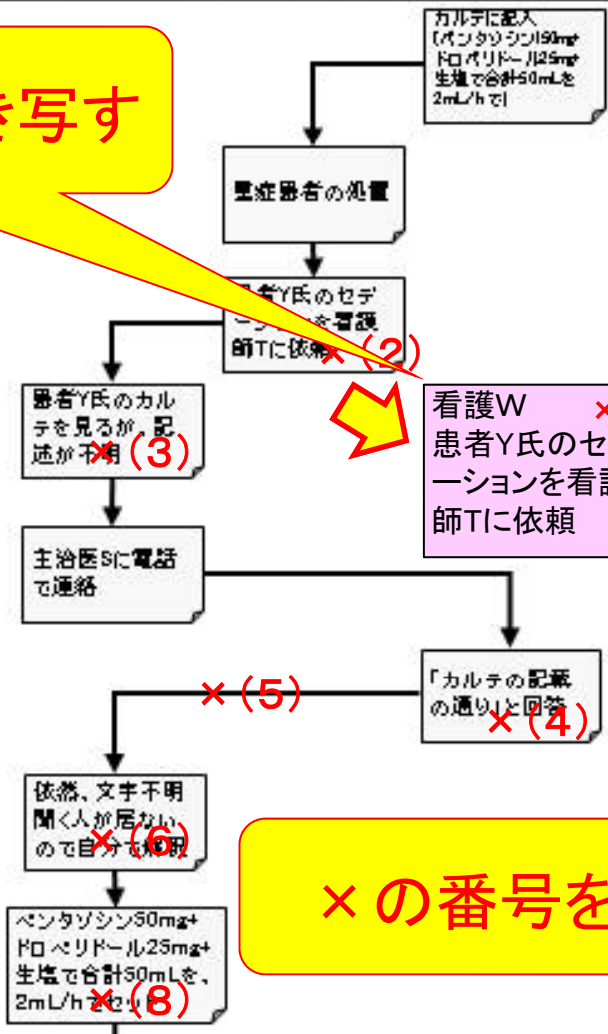 カルテに記入
(ペンタゾシン150mg+
ドロペリドール25mg+
生塩で合計50mLを
2mL/hで)
を写す
重症患者の処置
患者Y氏のセデ
ーションを看護
師Tに依頼
×(2)
患者Y氏のカル
テを見るが、記
述が不明
×(3)
看護W ×
患者Y氏のセ
ーションを看
師Tに依頼
主治医Sに電話
で連絡
「カルテの記載
の通り」と回答
×(4)
×(5)
依然、文字不明
聞く人が居ない
ので自分で解釈
×(6)
×の番号を
ペンタゾシン50mg+
ドロペリドール25mg+
生塩で合計50mLを、
2mL/hでセット
×(8)